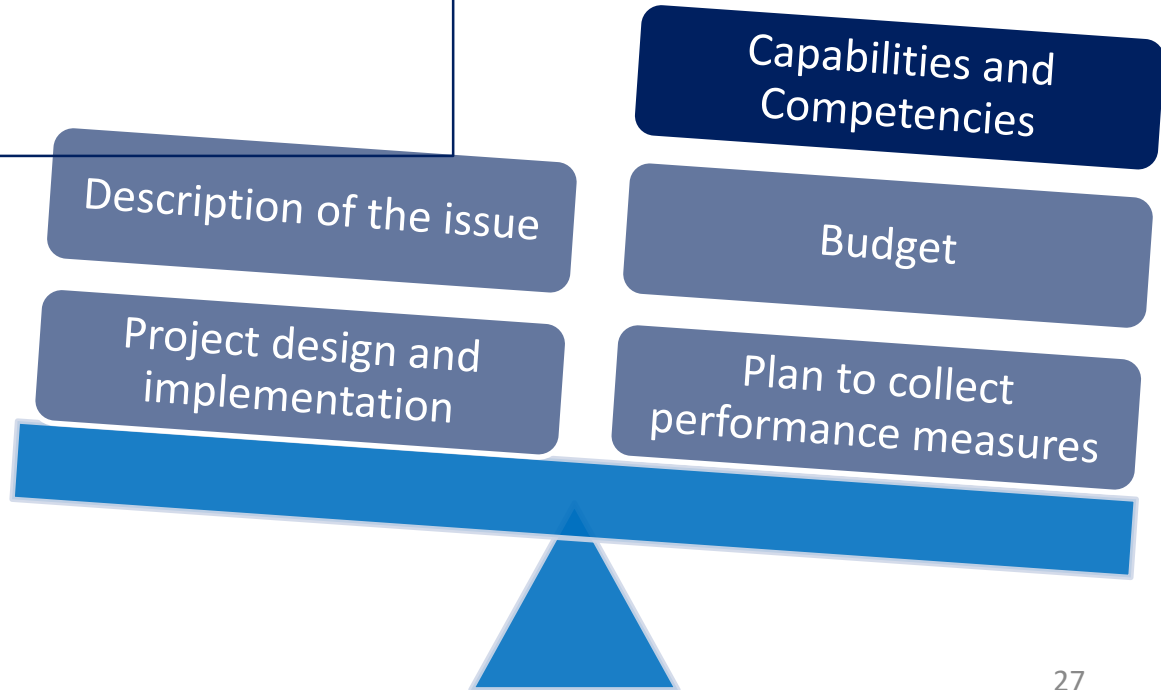 Capabilities and
Competencies
Description of the issue
Budget
Project design and
implementation
Plan to collect
performance measures
27